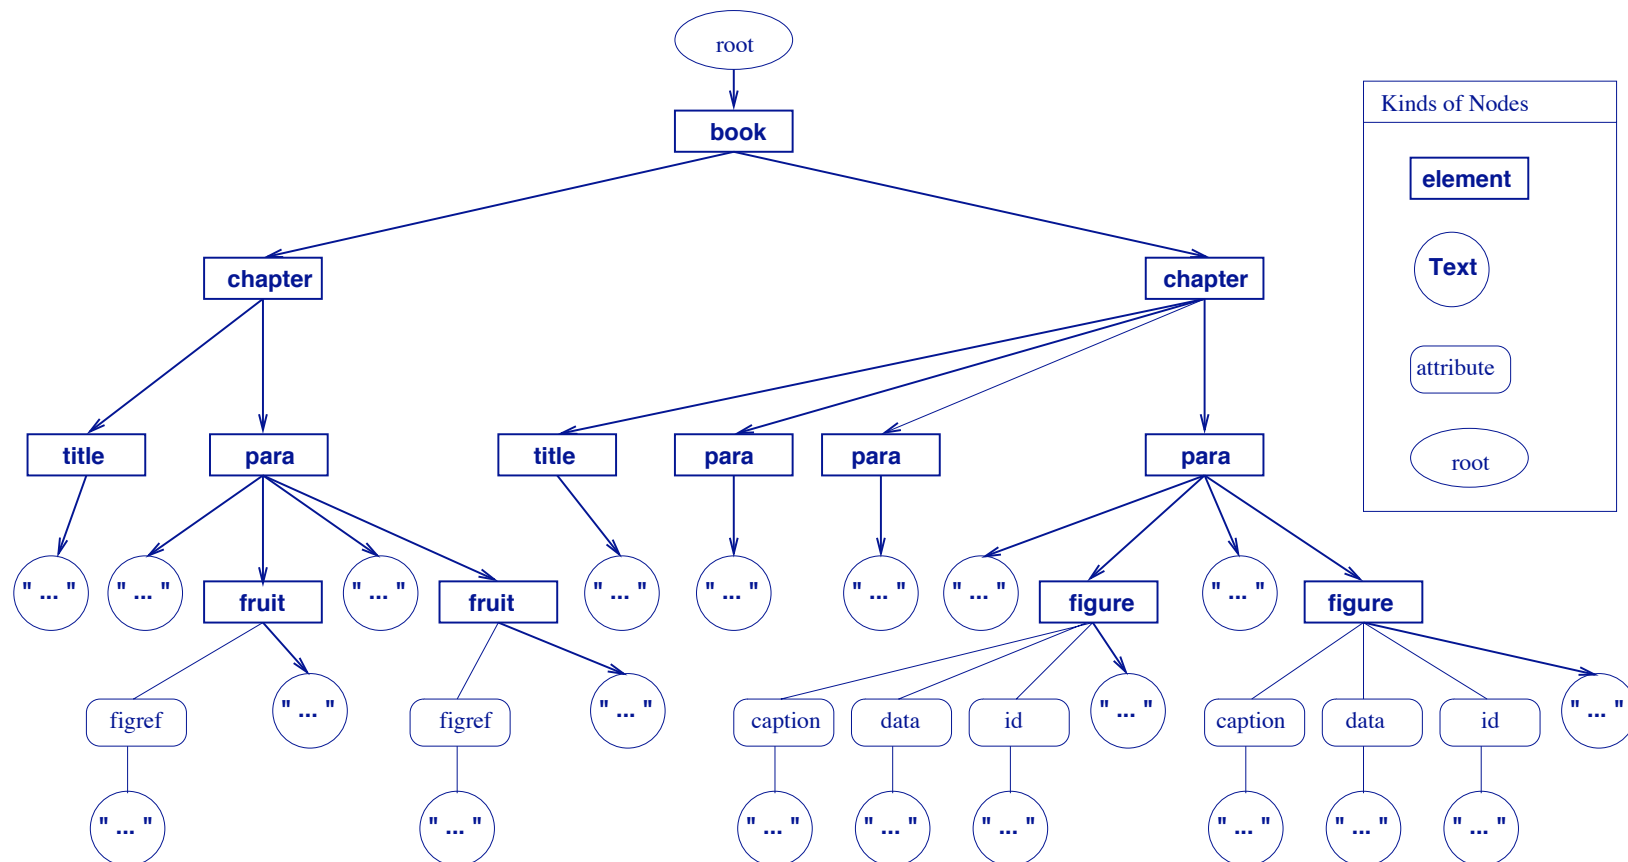 root
Kinds of Nodes
book
element
Text
chapter
chapter
attribute
title
para
title
para
para
para
root
" ... "
" ... "
" ... "
" ... "
" ... "
" ... "
" ... "
" ... "
fruit
fruit
figure
figure
figref
" ... "
figref
" ... "
caption
data
id
" ... "
caption
data
id
" ... "
" ... "
" ... "
" ... "
" ... "
" ... "
" ... "
" ... "
" ... "